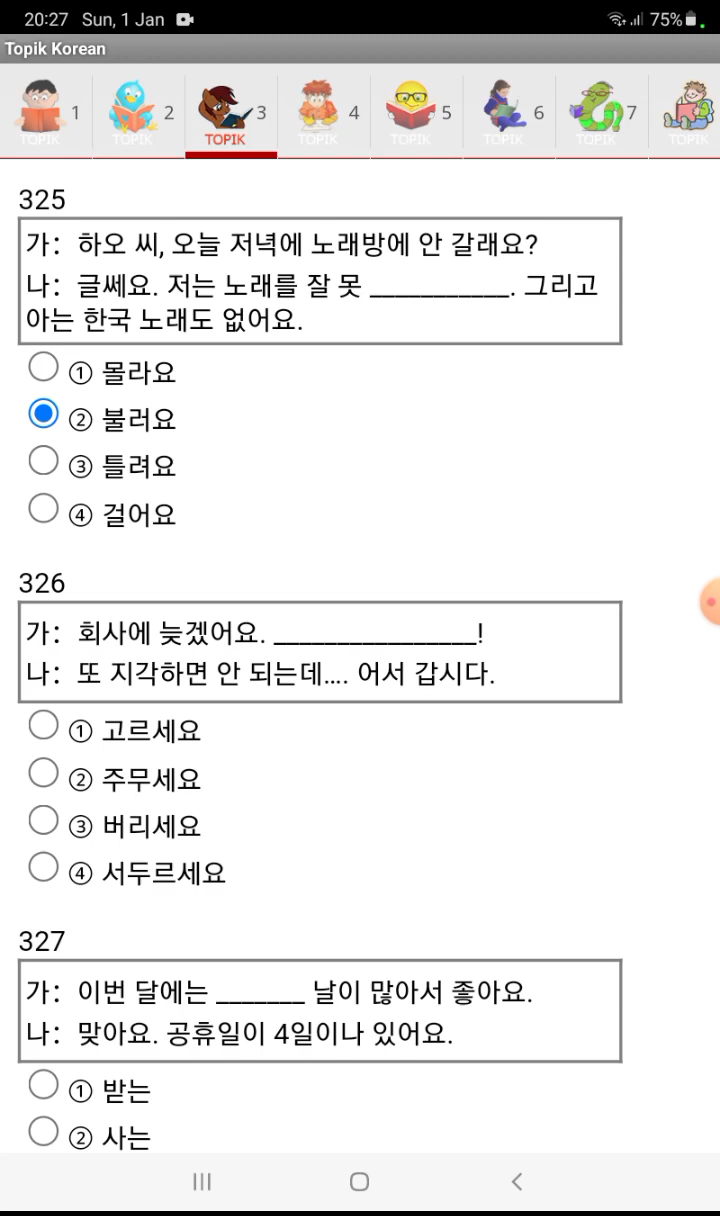 20:27 Sun, 1 Jan 75%
Topik Korean
1 2 3 4 5 6 7
TOPIK TOPIK TOPIK TOPIK TOPIK TOPIK TOPIK TOPIK
325
가: 하오 씨, 오늘 저녁에 노래방에 안 갈래요?
나: 글쎄요. 저는 노래를 잘 못 ___________. 그리고
아는 한국 노래도 없어요.
① 몰라요
② 불러요
③ 틀려요
④ 걸어요
326
가: 회사에 늦겠어요. ________________!
나: 또 지각하면 안 되는데.... 어서 갑시다.
① 고르세요
② 주무세요
③ 버리세요
④ 서두르세요
327
가: 이번 달에는 _______ 날이 많아서 좋아요.
나: 맞아요. 공휴일이 4일이나 있어요.
① 받는
② 사는